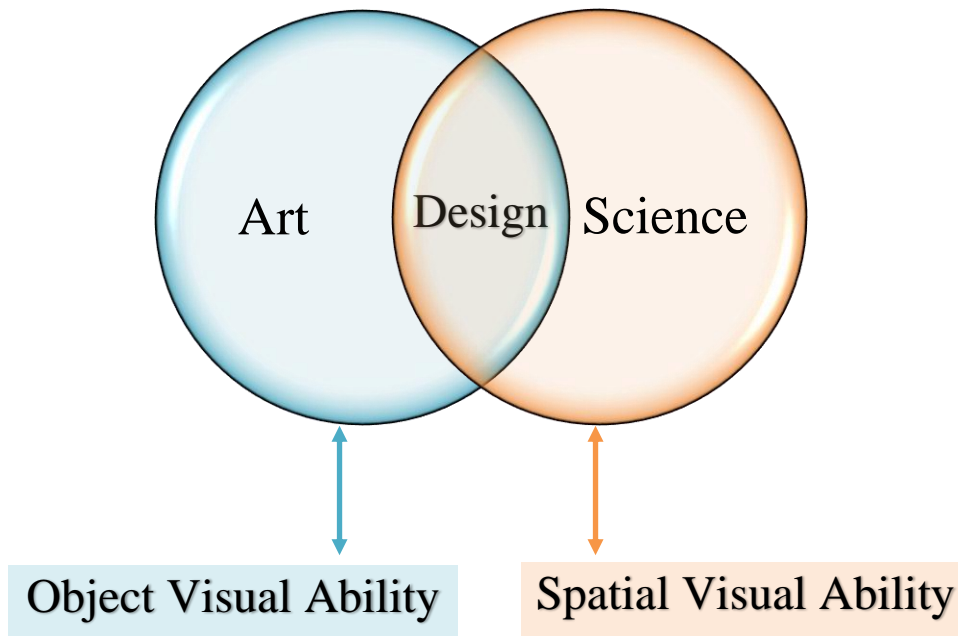 Art
Design
Science
Object Visual Ability
Spatial Visual Ability